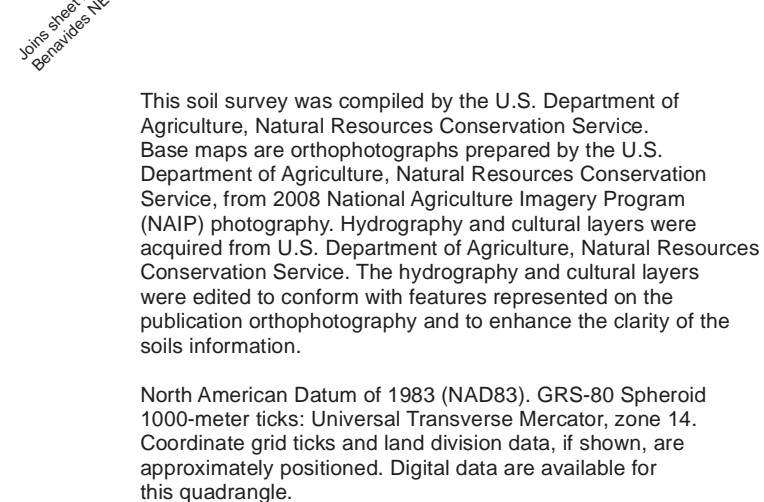 Joins sheet
Benavides NE
This soil survey was compiled by the U.S. Department of
Agriculture, Natural Resources Conservation Service.
Base maps are orthophotographs prepared by the U.S.
Department of Agriculture, Natural Resources Conservation
Service, from 2008 National Agriculture Imagery Program
(NAIP) photography. Hydrography and cultural layers were
acquired from U.S. Department of Agriculture, Natural Resources
Conservation Service. The hydrography and cultural layers
were edited to conform with features represented on the
publication orthophotography and to enhance the clarity of the
soils information.
North American Datum of 1983 (NAD83). GRS-80 Spheroid
1000-meter ticks: Universal Transverse Mercator, zone 14.
Coordinate grid ticks and land division data, if shown, are
approximately positioned. Digital data are available for
this quadrangle.